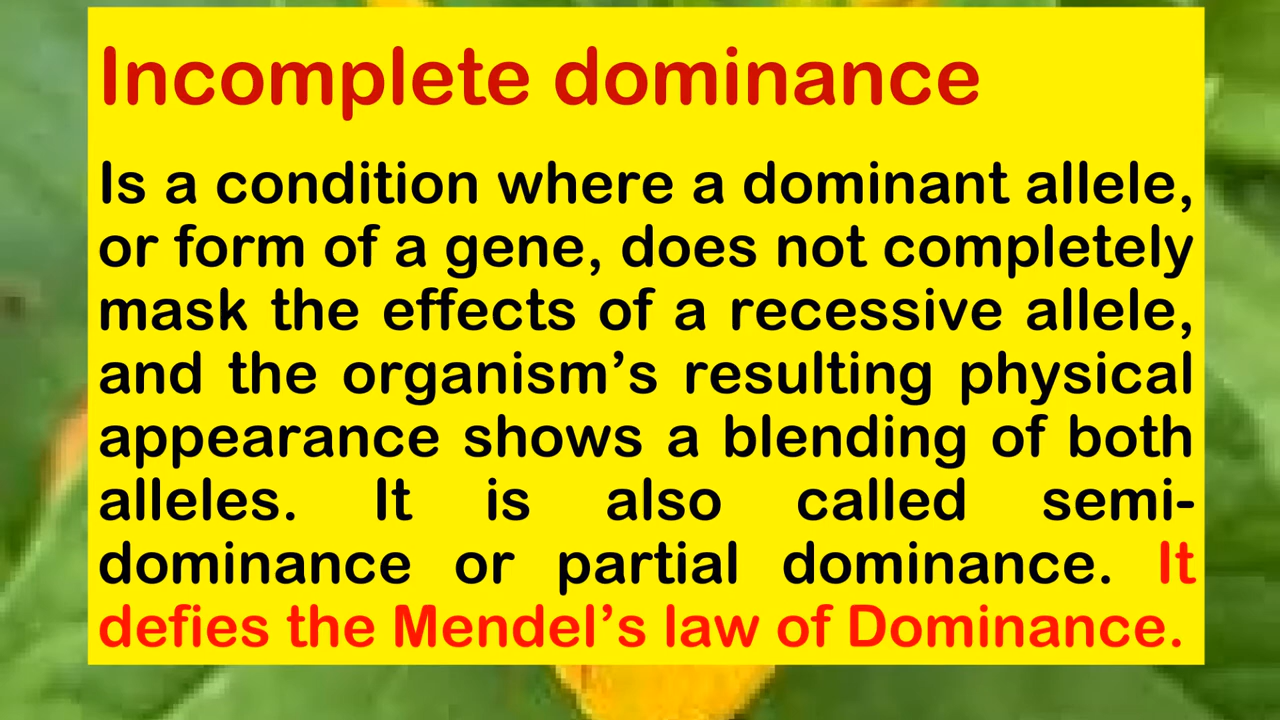 Incomplete dominance
Is a condition where a dominant allele,
or form of a gene, does not completely
mask the effects of a recessive allele,
and the organism’s resulting physical
appearance shows a blending of both
alleles. It is also called semi-
dominance or partial dominance. It
defies the Mendel’s law of Dominance.